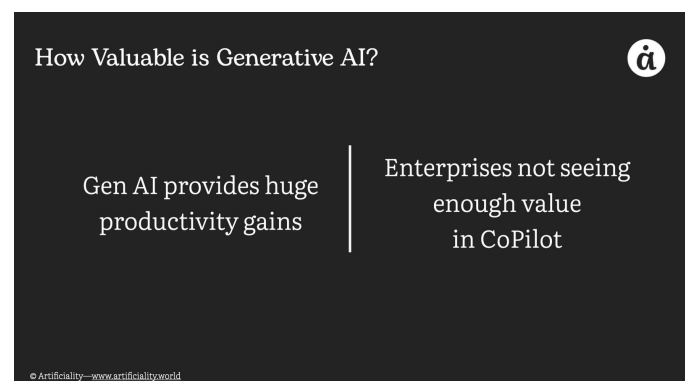 How Valuable is Generative AI?
ȧ
Gen AI provides huge
productivity gains
Enterprises not seeing
enough value
in CoPilot
© Artificiality—www.artificiality.world